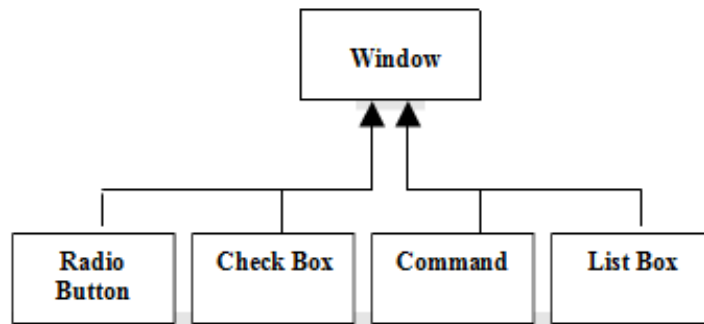 Window
Radio
Button
Check Box
Command
List Box